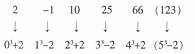 2 -1 10 25 66 (123)
↓ ↓ ↓ ↓ ↓ ↓
0³+2 1³-2 2³+2 3³-2 4³+2 (5³-2)